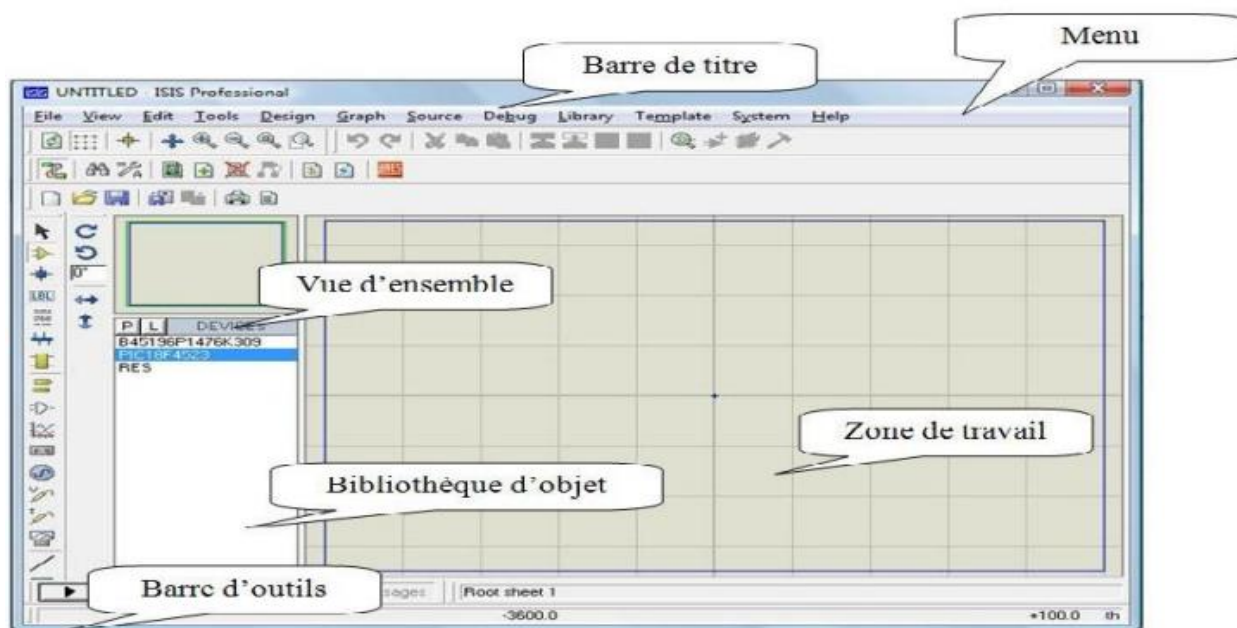 Menu
Barre de titre
UNTITLED - ISIS Professional
File View Edit Tools Design Graph Source Debug Library Template System Help
ARES
0°
LBL
Vue d'ensemble
P L DEVICES
B45196P1476K309
PIC18F4523
RES
Zone de travail
Bibliothèque d'objet
Barre d'outils
Root sheet 1
-3600.0 +100.0 th